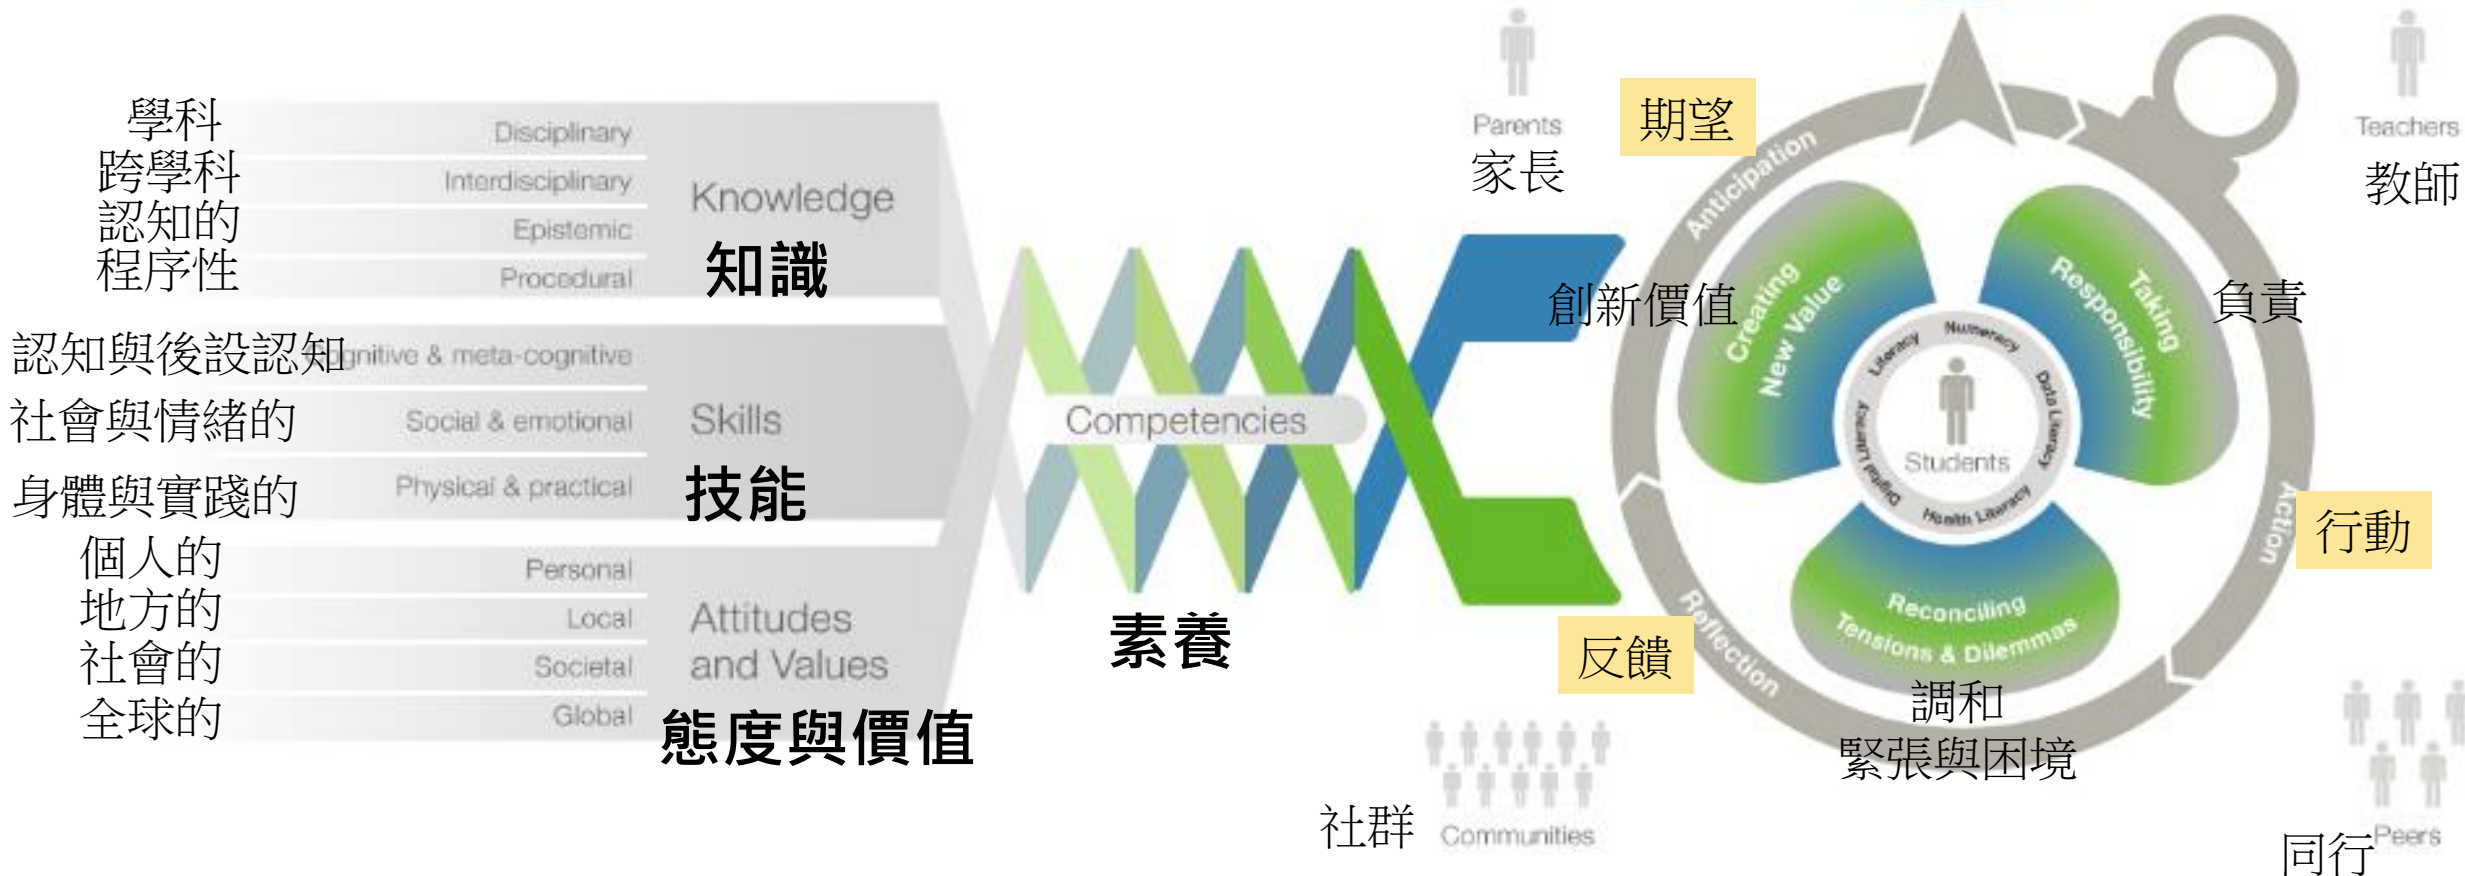 學科
Disciplinary
跨學科
Interdisciplinary
認知的
Epistemic
程序性
Procedural
Knowledge
知識
認知與後設認知
Cognitive & meta-cognitive
社會與情緒的
Social & emotional
身體與實踐的
Physical & practical
Skills
技能
個人的
Personal
地方的
Local
社會的
Societal
全球的
Global
Attitudes
and Values
態度與價值
Competencies
素養
Parents
家長
期望
Anticipation
Teachers
教師
創新價值
Creating
New Value
Taking
Responsibility
負責
Literacy
Numeracy
Data Literacy
Health Literacy
Digital Literacy
Students
Action
行動
Reconciling
Tensions & Dilemmas
調和
緊張與困境
反饋
Reflection
社群
Communities
同行
Peers